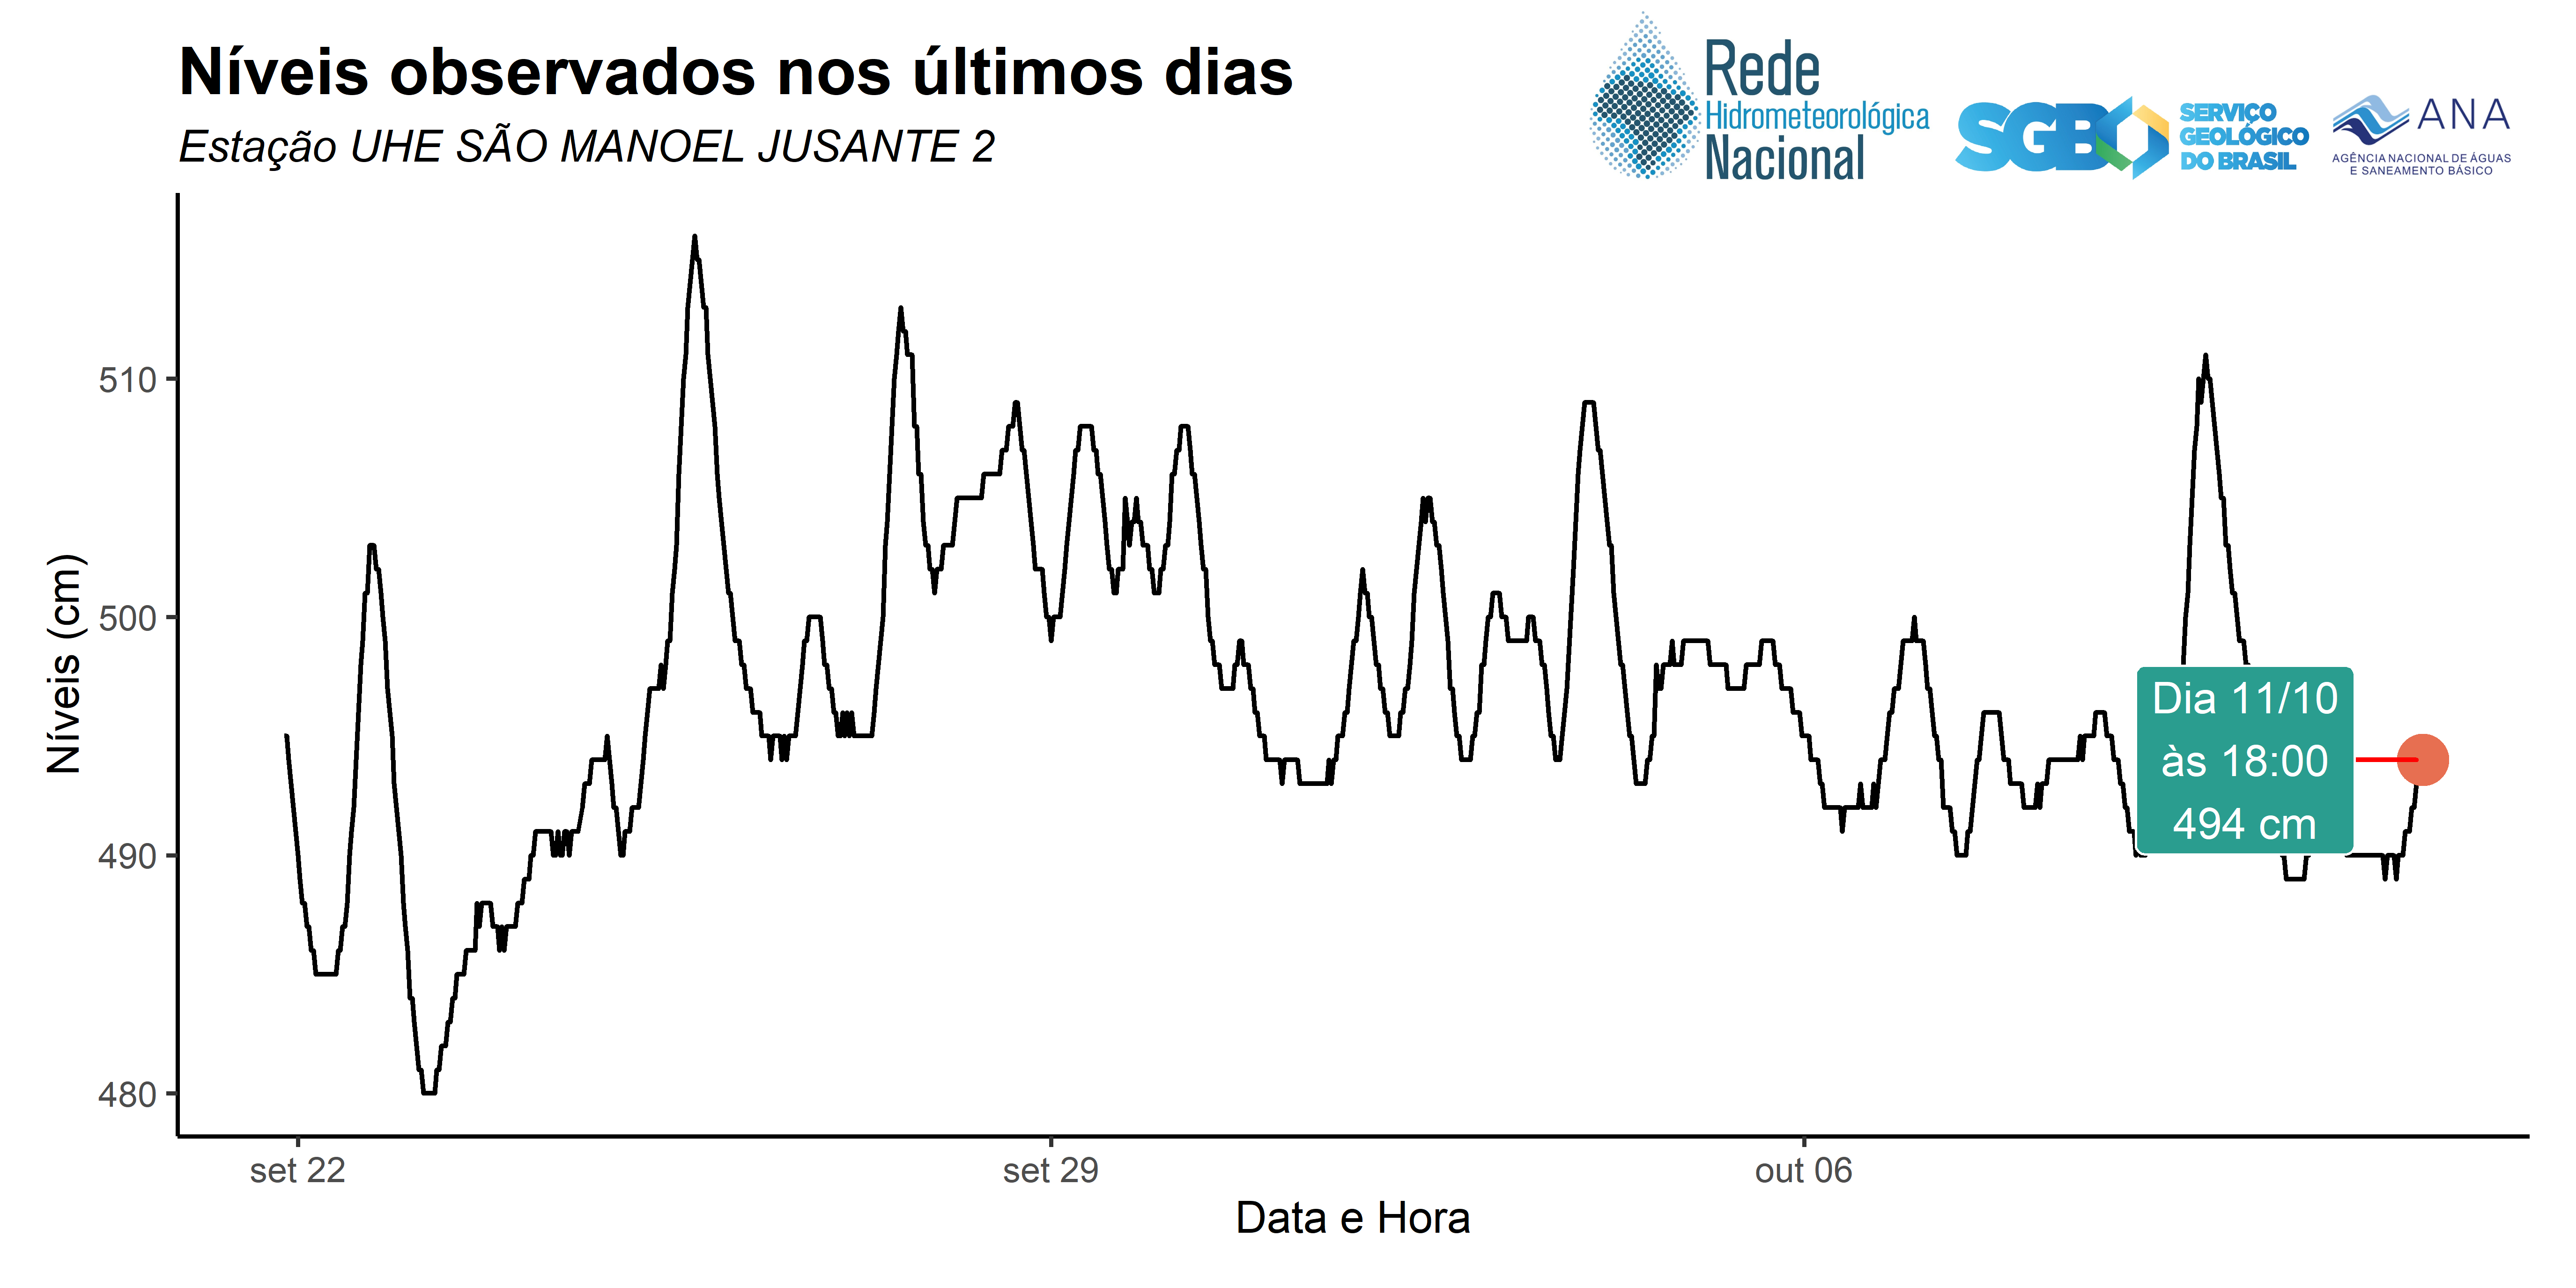 Níveis observados nos últimos dias
Estação UHE SÃO MANOEL JUSANTE 2
Rede
Hidrometeorológica
Nacional
SGB
SERVIÇO
GEOLÓGICO
DO BRASIL
ANA
AGÊNCIA NACIONAL DE ÁGUAS
E SANEAMENTO BÁSICO
Níveis (cm)
510
500
490
480
Dia 11/10
às 18:00
494 cm
set 22
set 29
out 06
Data e Hora